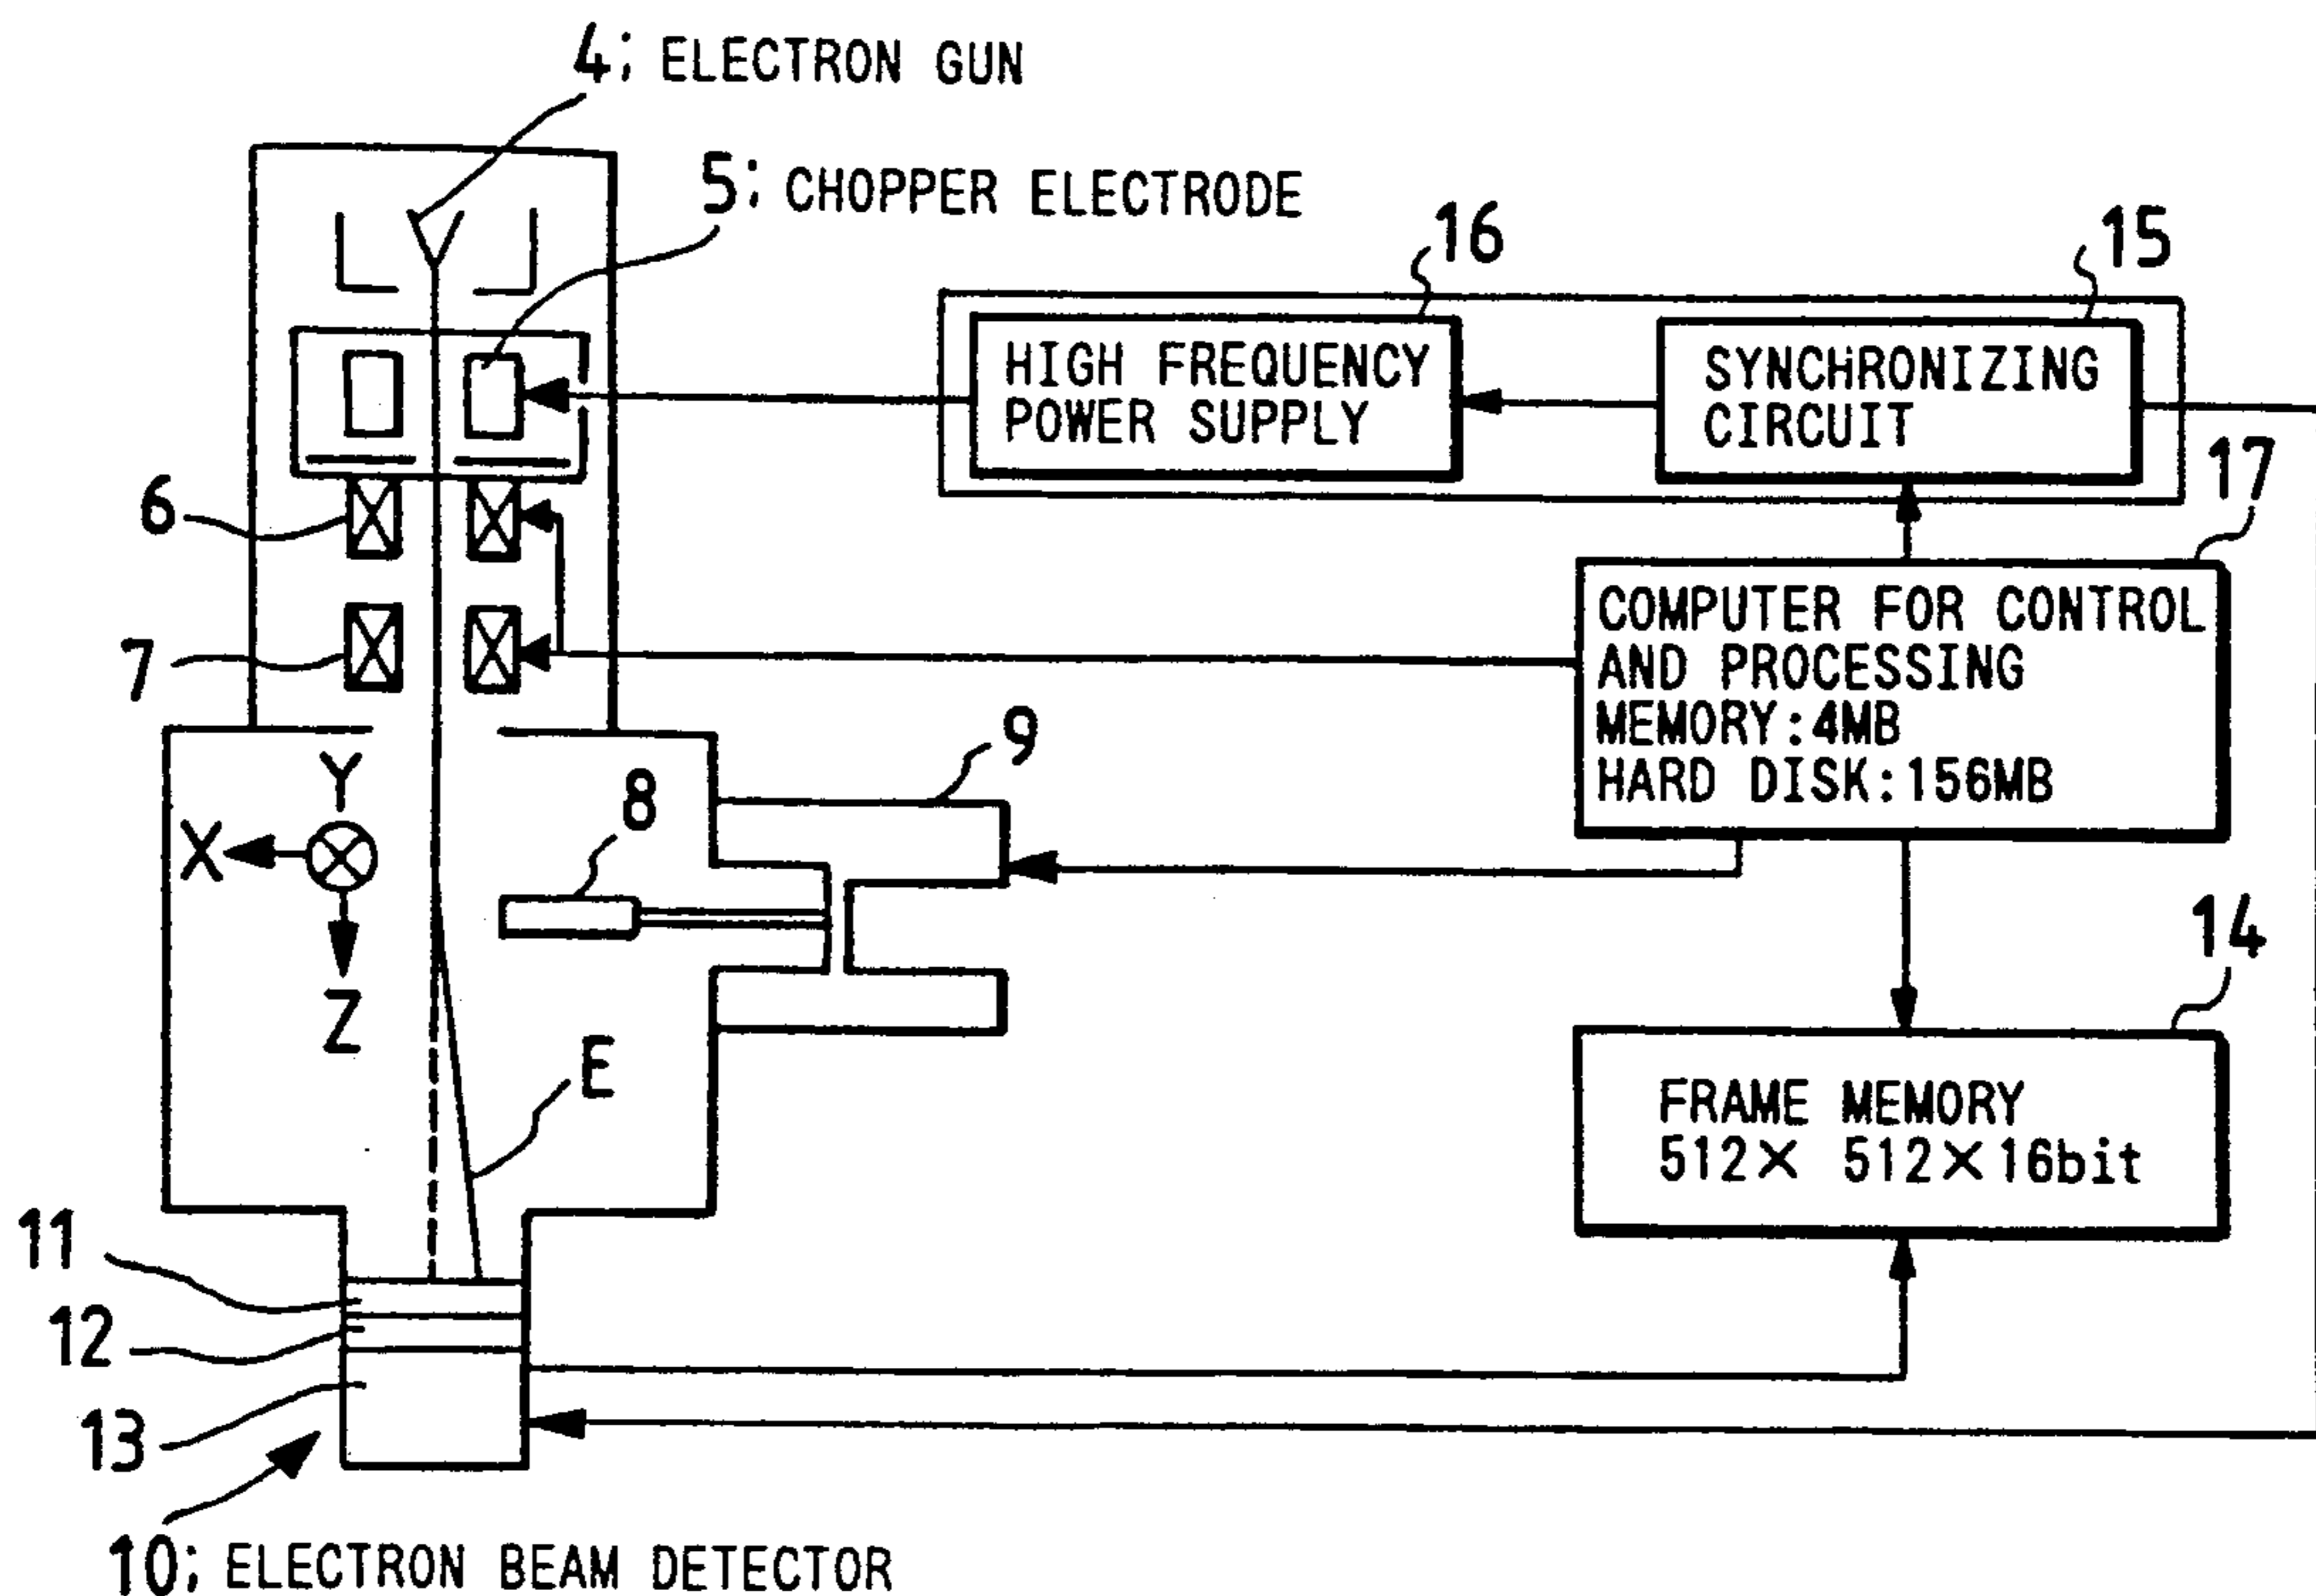 4; ELECTRON GUN
5; CHOPPER ELECTRODE
16
15
HIGH FREQUENCY
POWER SUPPLY
SYNCHRONIZING
CIRCUIT
17
6
COMPUTER FOR CONTROL
AND PROCESSING
MEMORY:4MB
HARD DISK:156MB
7
9
Y
8
X
14
Z
E
FRAME MEMORY
512× 512×16bit
11
12
13
10; ELECTRON BEAM DETECTOR